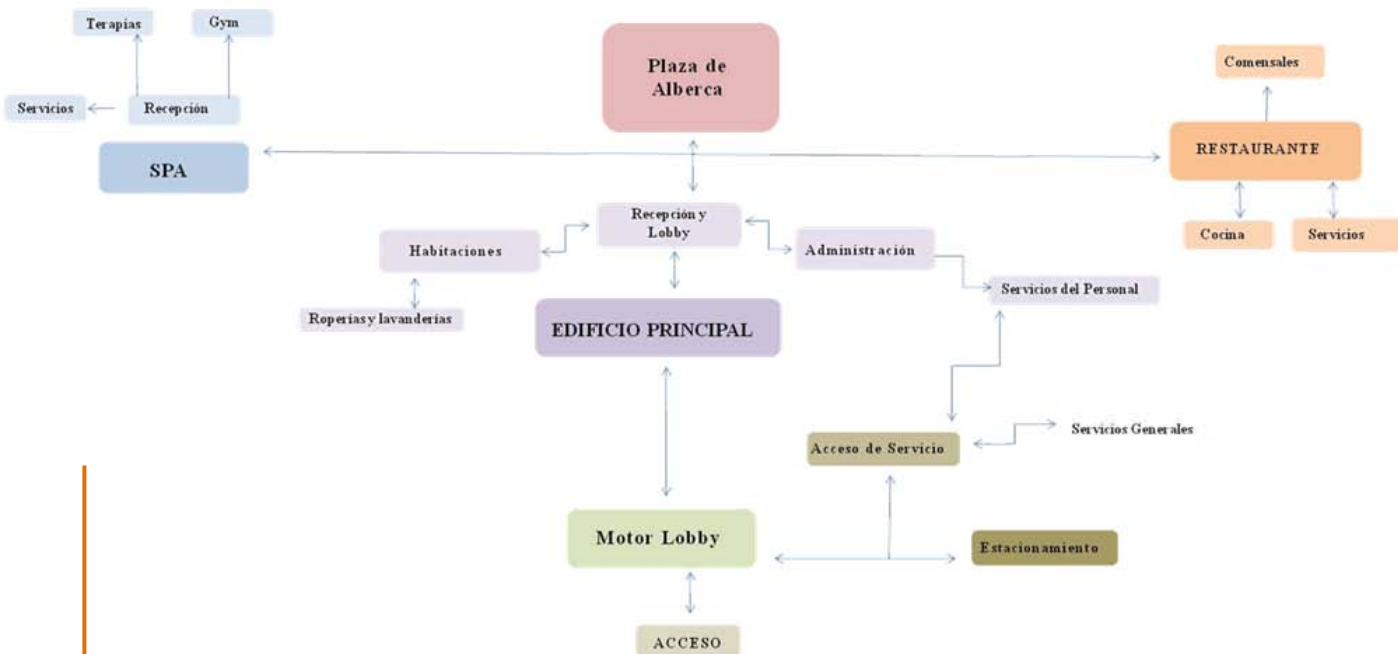 Terapias
Gym
Servicios
Recepción
SPA
Plaza de
Alberca
Comensales
RESTAURANTE
Cocina
Servicios
Recepción y
Lobby
Habitaciones
Administración
Servicios del Personal
Roperías y lavanderías
EDIFICIO PRINCIPAL
Acceso de Servicio
Servicios Generales
Motor Lobby
Estacionamiento
ACCESO